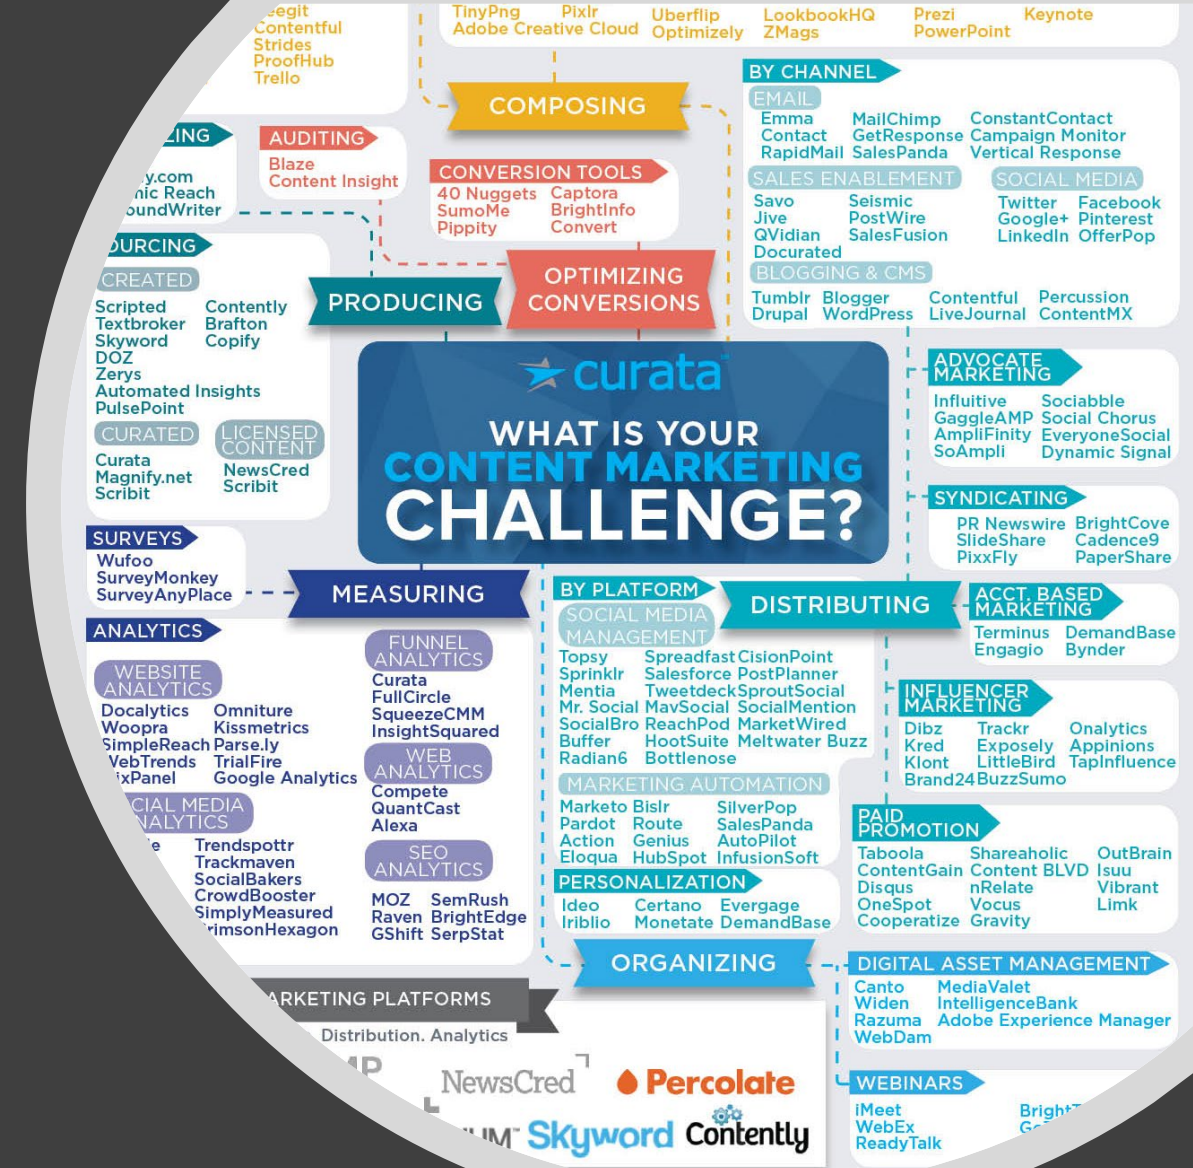 Contentful
Strides
ProofHub
Trello
TinyPng Pixlr
Adobe Creative Cloud
Uberflip
Optimizely
LookbookHQ
ZMags
Prezi
PowerPoint
Keynote
COMPOSING
AUDITING
Blaze
Content Insight
CONVERSION TOOLS
40 Nuggets Captora
SumoMe BrightInfo
Pippity Convert
Reach
OPTIMIZING
CONVERSIONS
PRODUCING
CREATED
Scripted Contently
Textbroker Brafton
Skyword Copify
DOZ
Zerys
Automated Insights
PulsePoint
CURATED
Curata
Magnify.net
Scribit
LICENSED
CONTENT
NewsCred
Scribit
BY CHANNEL
EMAIL
Emma MailChimp ConstantContact
Contact GetResponse Campaign Monitor
RapidMail SalesPanda Vertical Response
SALES ENABLEMENT
Savo Seismic
Jive PostWire
QVidian SalesFusion
Docurated
SOCIAL MEDIA
Twitter Facebook
Google+ Pinterest
LinkedIn OfferPop
BLOGGING & CMS
Tumblr Blogger Contentful Percussion
Drupal WordPress LiveJournal ContentMX
curata
WHAT IS YOUR
CONTENT MARKETING
CHALLENGE?
ADVOCATE
MARKETING
Influitive Sociabble
GaggleAMP Social Chorus
AmpliFinity EveryoneSocial
SoAmpli Dynamic Signal
SYNDICATING
PR Newswire BrightCove
SlideShare Cadence9
PixxFly PaperShare
SURVEYS
Wufoo
SurveyMonkey
SurveyAnyPlace
MEASURING
ANALYTICS
WEBSITE
ANALYTICS
Docalytics Omniture
Woopra Kissmetrics
SimpleReach Parse.ly
WebTrends TrialFire
Google Analytics
FUNNEL
ANALYTICS
Curata
FullCircle
SqueezeCMM
InsightSquared
WEB
ANALYTICS
Compete
QuantCast
Alexa
MEDIA
Trendspottr
Trackmaven
SocialBakers
CrowdBooster
SimplyMeasured
CrimsonHexagon
SEO
ANALYTICS
MOZ SemRush
Raven BrightEdge
GShift SerpStat
BY PLATFORM
SOCIAL MEDIA
MANAGEMENT
Topsy Spreadfast CisionPoint
Sprinklr Salesforce PostPlanner
Mentia Tweetdeck SproutSocial
Mr. Social MavSocial SocialMention
SocialBro ReachPod MarketWired
Buffer HootSuite Meltwater Buzz
Radian6 Bottlenose
MARKETING AUTOMATION
Marketo Bislr SilverPop
Pardot Route SalesPanda
Action Genius AutoPilot
Eloqua HubSpot InfusionSoft
PERSONALIZATION
Ideo Certano Evergage
Iriblio Monetate DemandBase
DISTRIBUTING
ACCT. BASED
MARKETING
Terminus DemandBase
Engagio Bynder
INFLUENCER
MARKETING
Dibz Trackr Onalytics
Kred Exposely Appinions
Klont LittleBird TapInfluence
Brand24 BuzzSumo
PAID
PROMOTION
Taboola Shareaholic OutBrain
ContentGain Content BLVD Isuu
Disqus nRelate Vibrant
OneSpot Vocus Limk
Cooperatize Gravity
ORGANIZING
DIGITAL ASSET MANAGEMENT
Canto MediaValet
Widen IntelligenceBank
Razuma Adobe Experience Manager
WebDam
WEBINARS
iMeet
WebEx
ReadyTalk
PLATFORMS
Distribution. Analytics
NewsCred
Percolate
Skyword
Contently